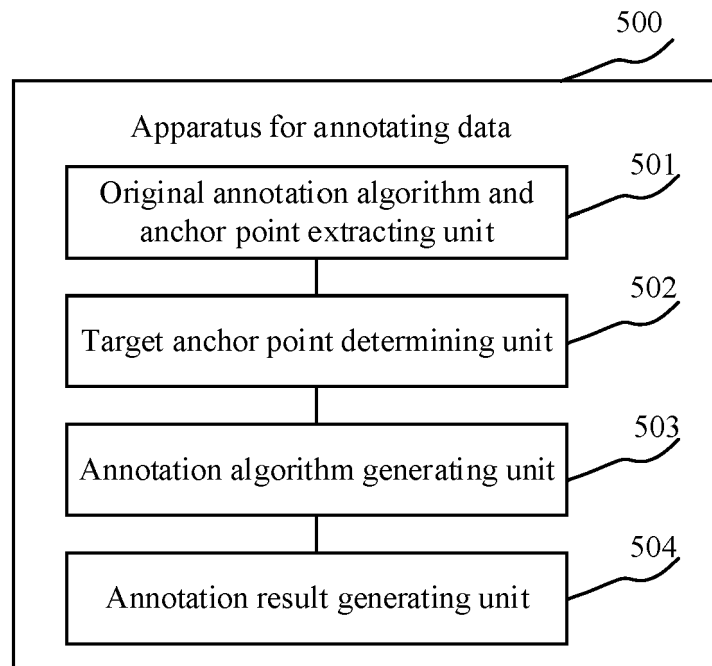 500
Apparatus for annotating data
501
Original annotation algorithm and
anchor point extracting unit
502
Target anchor point determining unit
503
Annotation algorithm generating unit
504
Annotation result generating unit